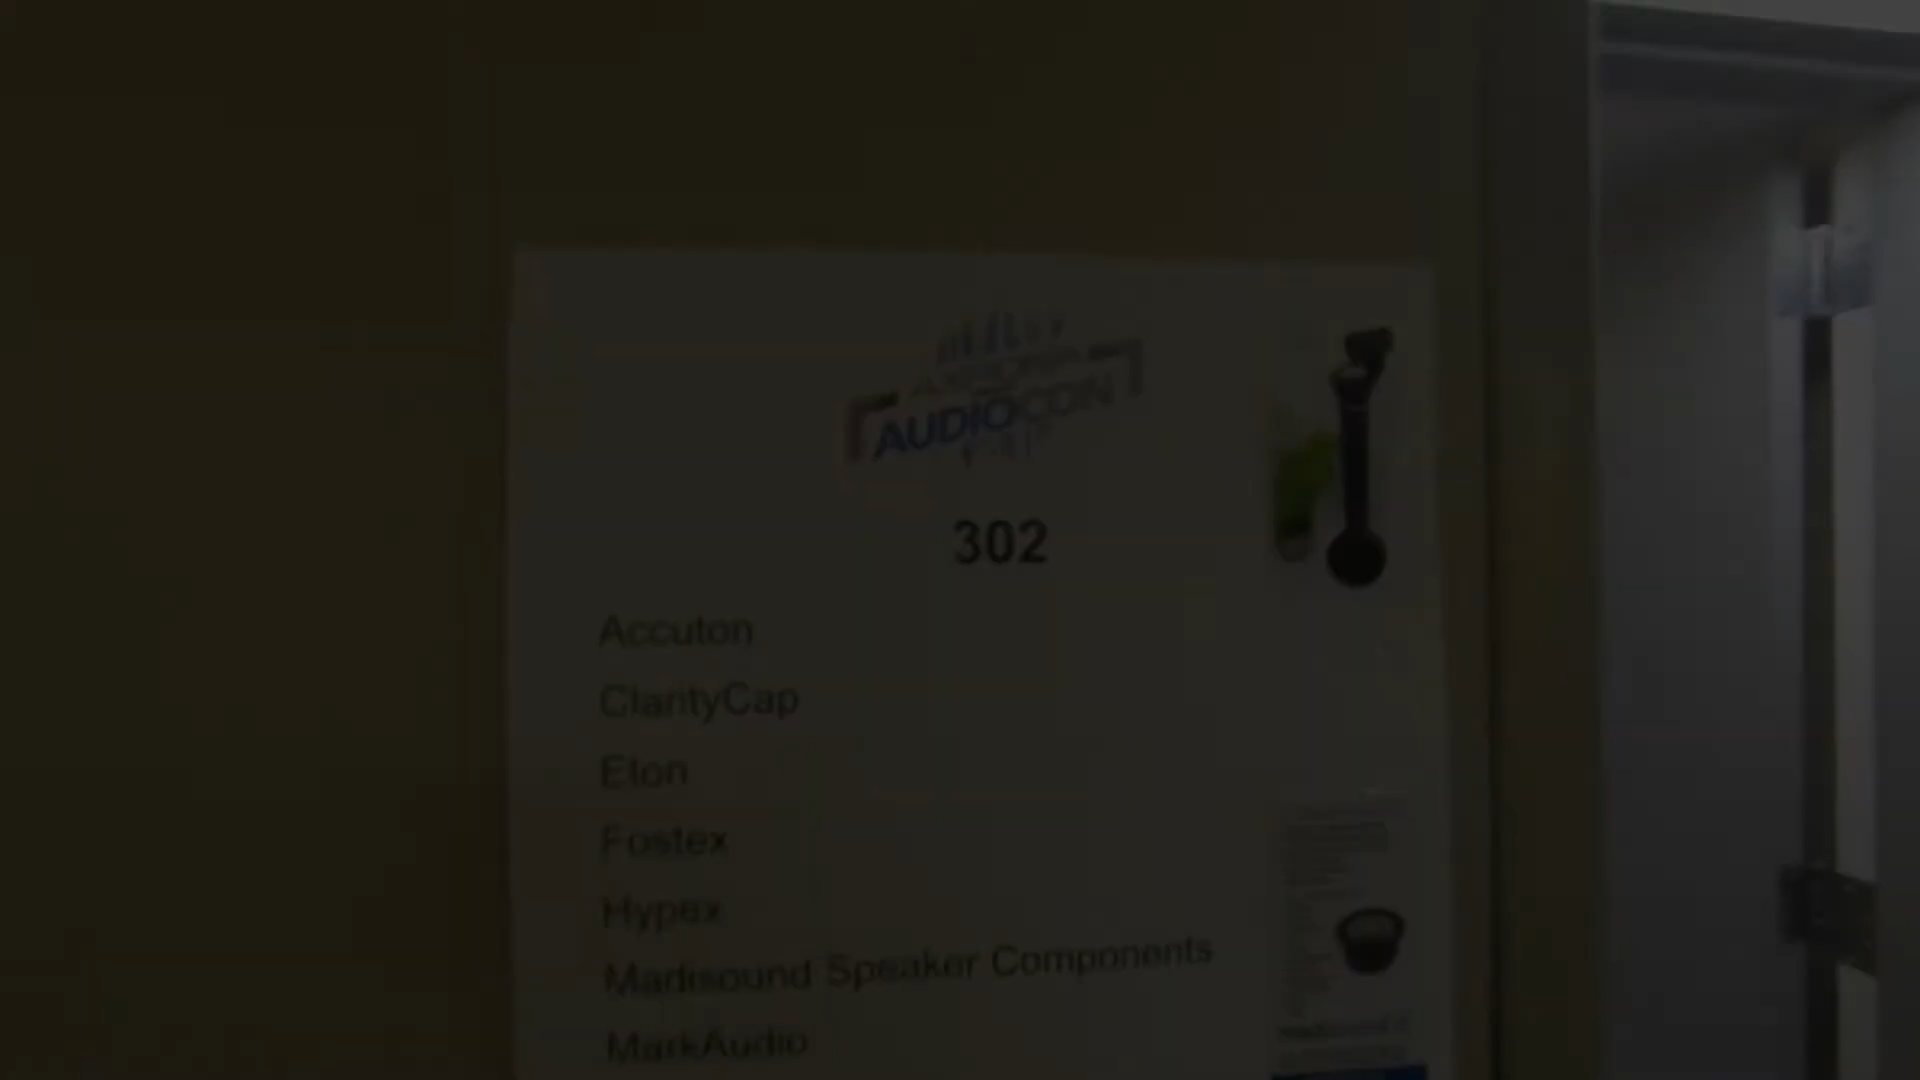 AUDIOCON
302
Accuton
ClarityCap
Eton
Fostex
Hypex
Madisound Speaker Components
MarkAudio